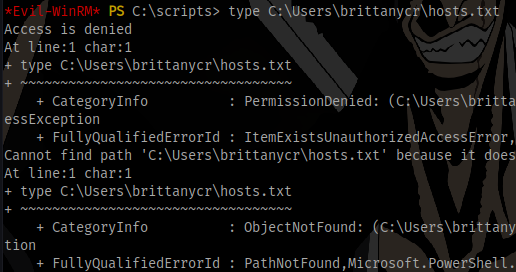 *Evil-WinRM* PS C:\scripts> type C:\Users\brittanycr\hosts.txt
Access is denied
At line:1 char:1
+ type C:\Users\brittanycr\hosts.txt
+ ~~~~~~~~~~~~~~~~~~~~~~~~~~~~~~~~~~
+ CategoryInfo : PermissionDenied: (C:\Users\britta
essException
+ FullyQualifiedErrorId : ItemExistsUnauthorizedAccessError,
Cannot find path 'C:\Users\brittanycr\hosts.txt' because it does
At line:1 char:1
+ type C:\Users\brittanycr\hosts.txt
+ ~~~~~~~~~~~~~~~~~~~~~~~~~~~~~~~~~~
+ CategoryInfo : ObjectNotFound: (C:\Users\brittany
tion
+ FullyQualifiedErrorId : PathNotFound,Microsoft.PowerShell.